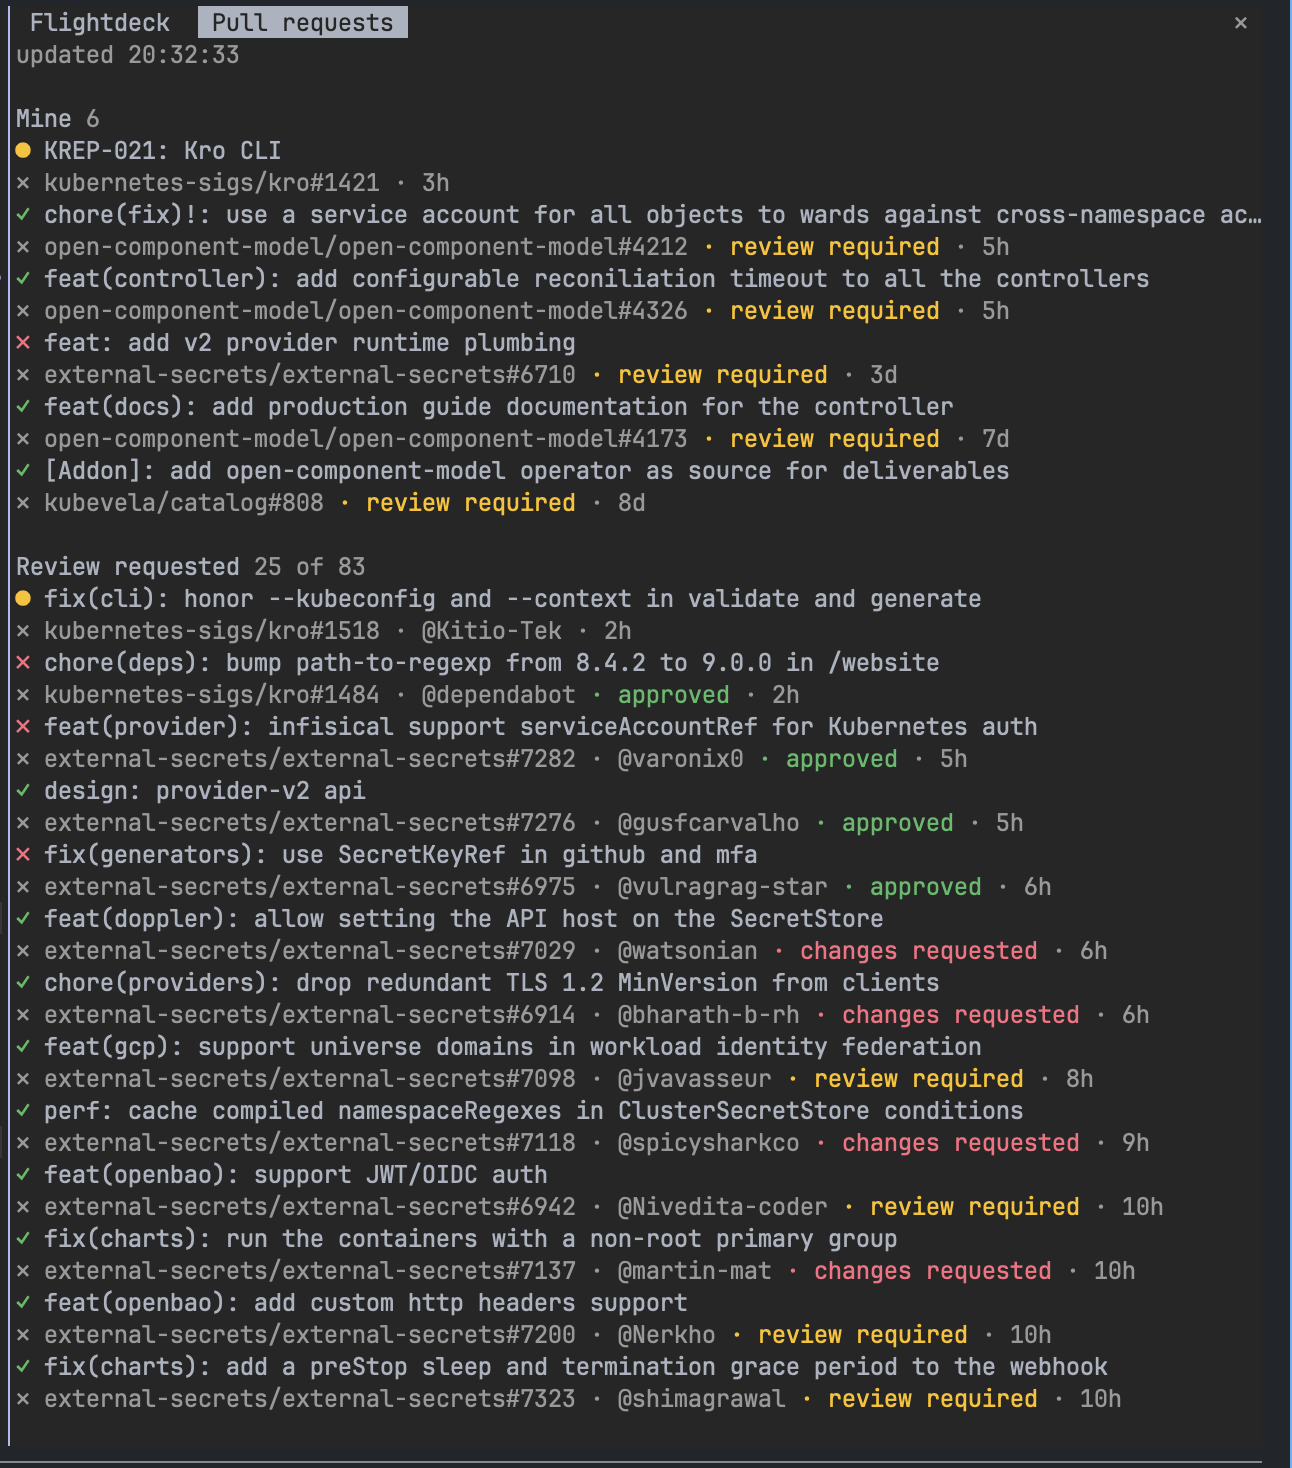 Flightdeck Pull requests ×
updated 20:32:33
Mine 6
● KREP-021: Kro CLI
× kubernetes-sigs/kro#1421 · 3h
✓ chore(fix)!: use a service account for all objects to wards against cross-namespace ac…
× open-component-model/open-component-model#4212 · review required · 5h
✓ feat(controller): add configurable reconiliation timeout to all the controllers
× open-component-model/open-component-model#4326 · review required · 5h
× feat: add v2 provider runtime plumbing
× external-secrets/external-secrets#6710 · review required · 3d
✓ feat(docs): add production guide documentation for the controller
× open-component-model/open-component-model#4173 · review required · 7d
✓ [Addon]: add open-component-model operator as source for deliverables
× kubevela/catalog#808 · review required · 8d
Review requested 25 of 83
● fix(cli): honor --kubeconfig and --context in validate and generate
× kubernetes-sigs/kro#1518 · @Kitio-Tek · 2h
× chore(deps): bump path-to-regexp from 8.4.2 to 9.0.0 in /website
× kubernetes-sigs/kro#1484 · @dependabot · approved · 2h
× feat(provider): infisical support serviceAccountRef for Kubernetes auth
× external-secrets/external-secrets#7282 · @varonix0 · approved · 5h
✓ design: provider-v2 api
× external-secrets/external-secrets#7276 · @gusfcarvalho · approved · 5h
× fix(generators): use SecretKeyRef in github and mfa
× external-secrets/external-secrets#6975 · @vulragrag-star · approved · 6h
✓ feat(doppler): allow setting the API host on the SecretStore
× external-secrets/external-secrets#7029 · @watsonian · changes requested · 6h
✓ chore(providers): drop redundant TLS 1.2 MinVersion from clients
× external-secrets/external-secrets#6914 · @bharath-b-rh · changes requested · 6h
✓ feat(gcp): support universe domains in workload identity federation
× external-secrets/external-secrets#7098 · @jvavasseur · review required · 8h
✓ perf: cache compiled namespaceRegexes in ClusterSecretStore conditions
× external-secrets/external-secrets#7118 · @spicysharkco · changes requested · 9h
✓ feat(openbao): support JWT/OIDC auth
× external-secrets/external-secrets#6942 · @Nivedita-coder · review required · 10h
✓ fix(charts): run the containers with a non-root primary group
× external-secrets/external-secrets#7137 · @martin-mat · changes requested · 10h
✓ feat(openbao): add custom http headers support
× external-secrets/external-secrets#7200 · @Nerkho · review required · 10h
✓ fix(charts): add a preStop sleep and termination grace period to the webhook
× external-secrets/external-secrets#7323 · @shimagrawal · review required · 10h